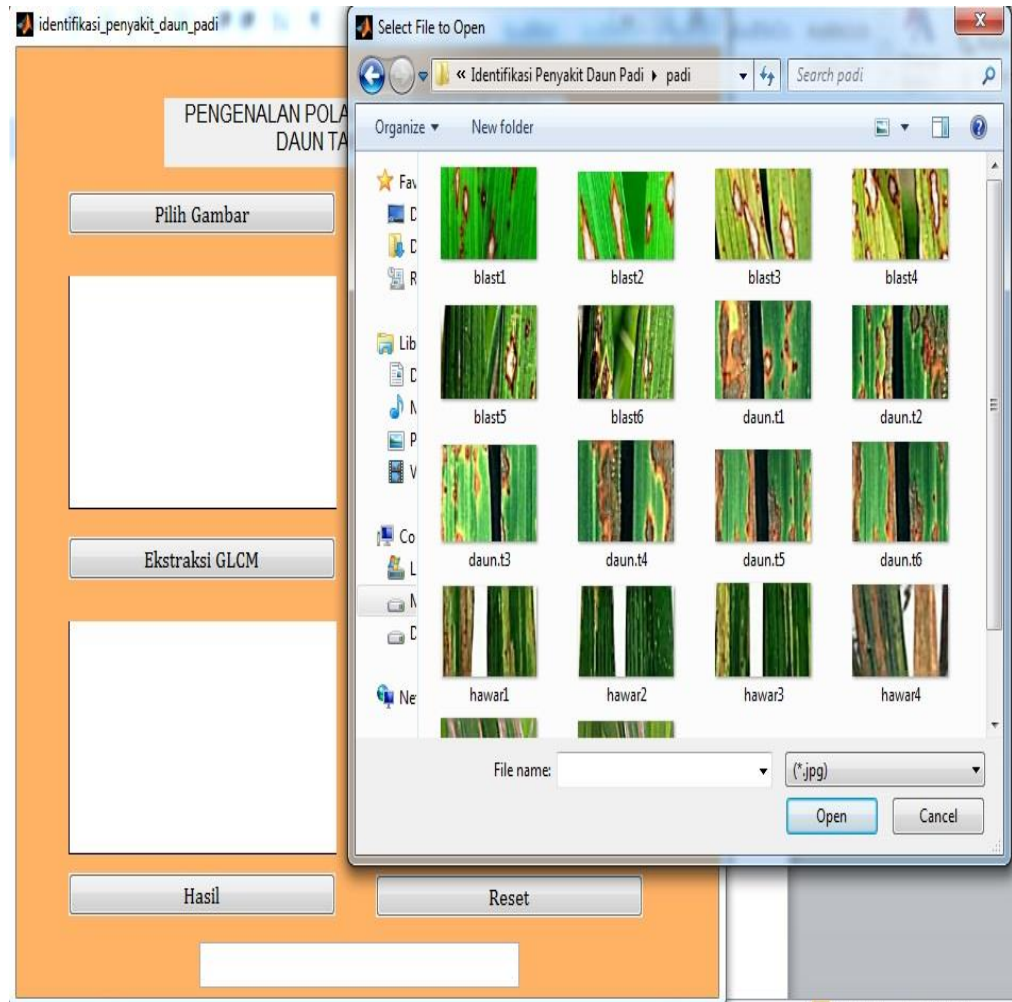 identifikasi_penyakit_daun_padi
PENGENALAN POLA
DAUN TA
Pilih Gambar
Ekstraksi GLCM
Hasil
Reset
Select File to Open
« Identifikasi Penyakit Daun Padi padi
Search padi
Organize New folder
Fav
D
D
R
Lib
D
M
P
V
Co
L
M
D
Ne
blast1 blast2 blast3 blast4
blast5 blast6 daun.t1 daun.t2
daun.t3 daun.t4 daun.t5 daun.t6
hawar1 hawar2 hawar3 hawar4
File name: (*.jpg)
Open Cancel